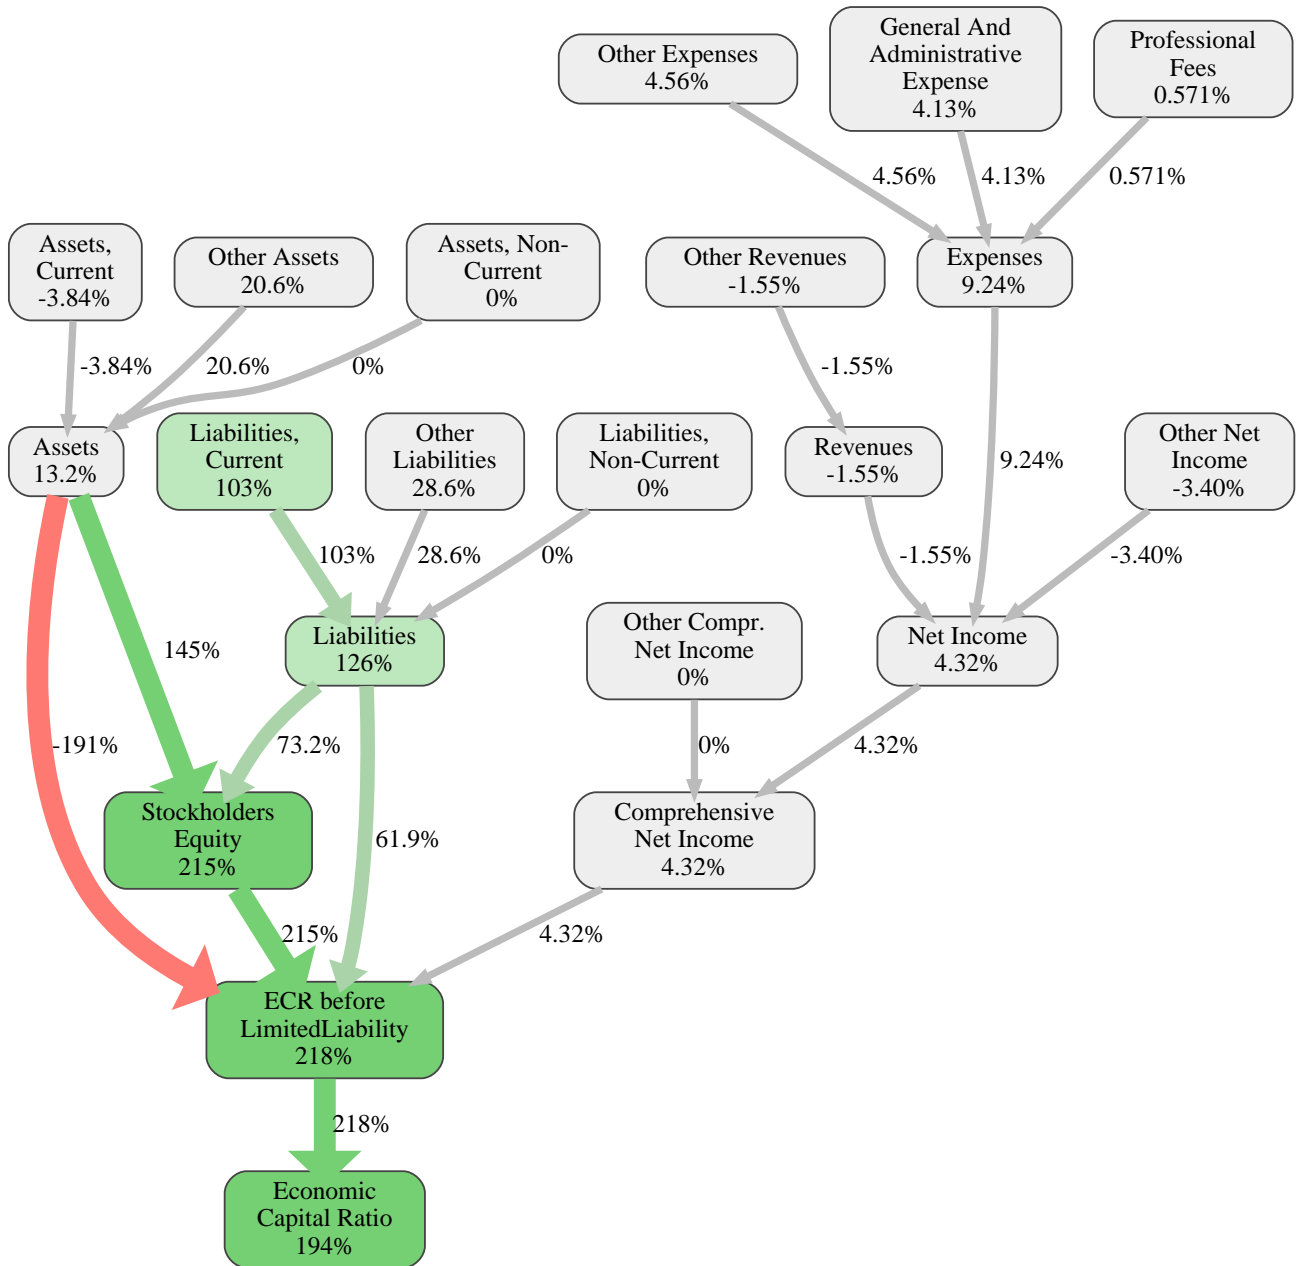 Other Expenses
4.56%
General And
Administrative
Expense
4.13%
Professional
Fees
0.571%
4.56%
4.13%
0.571%
Assets,
Current
-3.84%
Other Assets
20.6%
Assets, Non-
Current
0%
Other Revenues
-1.55%
Expenses
9.24%
-3.84%
20.6%
0%
-1.55%
Assets
13.2%
Liabilities,
Current
103%
Other
Liabilities
28.6%
Liabilities,
Non-Current
0%
Revenues
-1.55%
9.24%
Other Net
Income
-3.40%
103%
28.6%
0%
-1.55%
-3.40%
Liabilities
126%
Other Compr.
Net Income
0%
Net Income
4.32%
145%
-191%
73.2%
0%
4.32%
Stockholders
Equity
215%
61.9%
Comprehensive
Net Income
4.32%
215%
4.32%
ECR before
LimitedLiability
218%
218%
Economic
Capital Ratio
194%